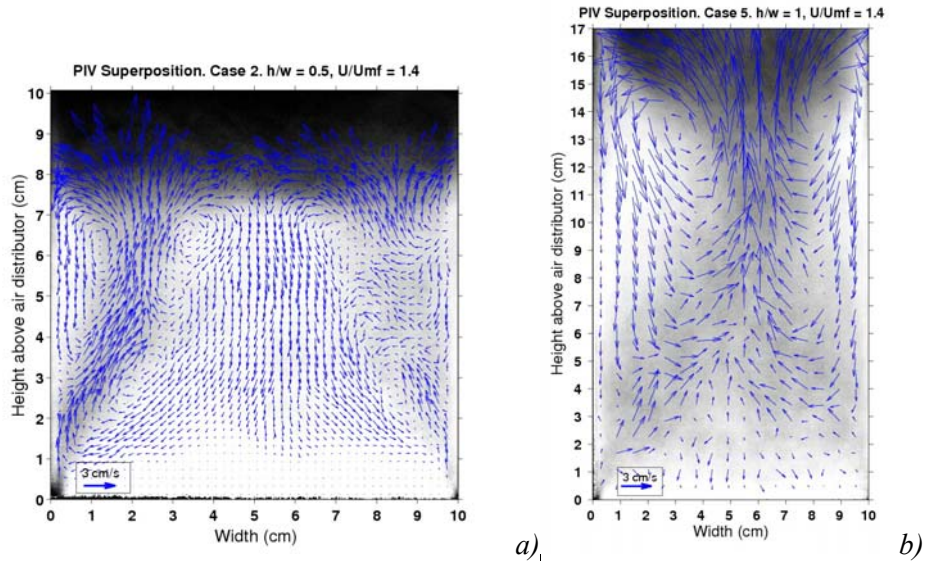 PIV Superposition. Case 2. h/w = 0.5, U/Umf = 1.4
Height above air distributor (cm)
10
9
8
7
6
5
4
3
2
1
0
3 cm/s
0 1 2 3 4 5 6 7 8 9 10
Width (cm)
a)
PIV Superposition. Case 5. h/w = 1, U/Umf = 1.4
Height above air distributor (cm)
17
16
15
14
13
12
11
10
9
8
7
6
5
4
3
2
1
0
3 cm/s
0 1 2 3 4 5 6 7 8 9 10
Width (cm)
b)